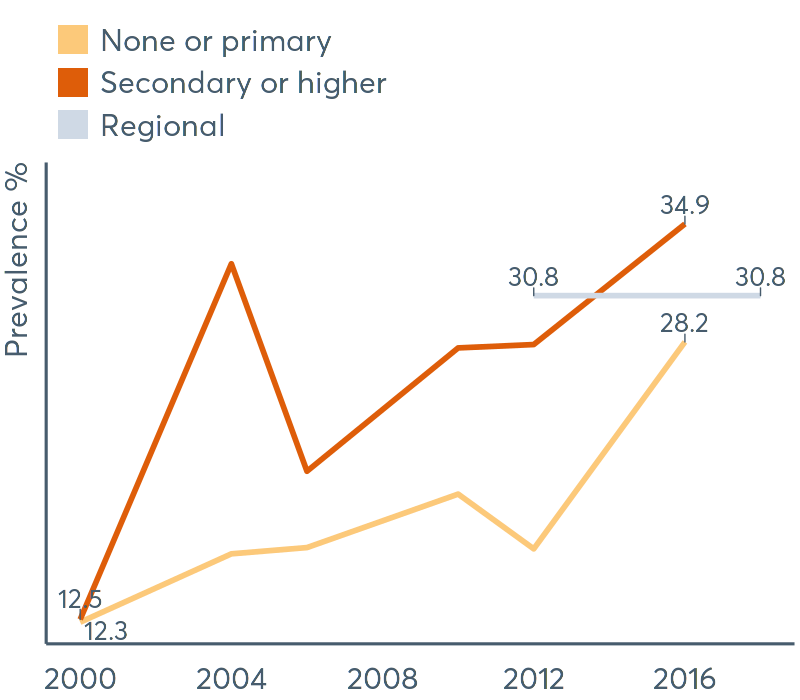 None or primary
Secondary or higher
Regional
Prevalence %
34.9
30.8
30.8
28.2
12.5
12.3
2000
2004
2008
2012
2016